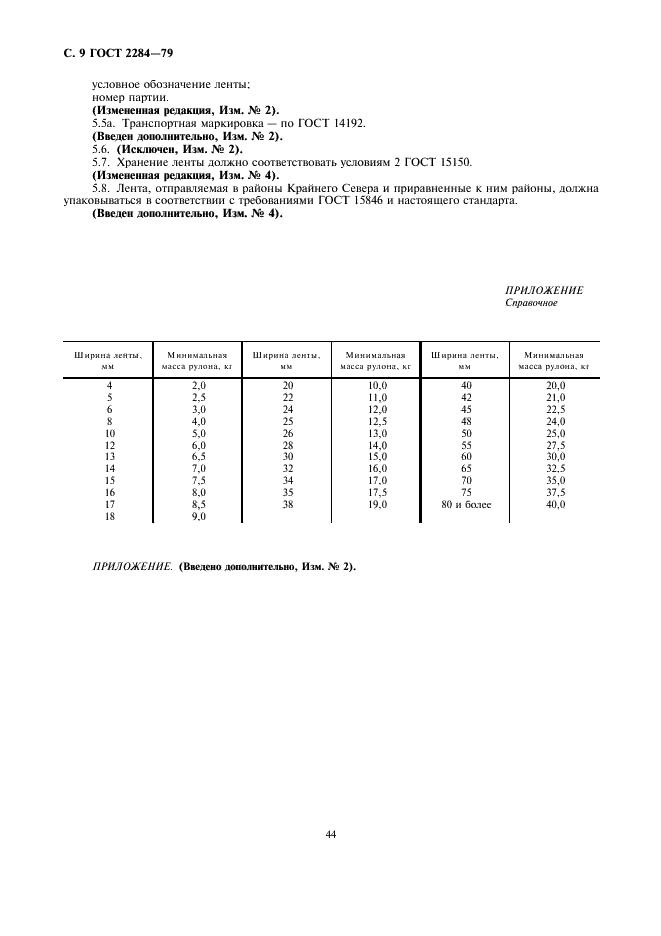 С. 9 ГОСТ 2284—79
условное обозначение ленты;
номер партии.
(Измененная редакция, Изм. № 2).
5.5а. Транспортная маркировка — по ГОСТ 14192.
(Введен дополнительно, Изм. № 2).
5.6. (Исключен, Изм. № 2).
5.7. Хранение ленты должно соответствовать условиям 2 ГОСТ 15150.
(Измененная редакция, Изм. № 4).
5.8. Лента, отправляемая в районы Крайнего Севера и приравненные к ним районы, должна
упаковываться в соответствии с требованиями ГОСТ 15846 и настоящего стандарта.
(Введен дополнительно, Изм. № 4).
ПРИЛОЖЕНИЕ
Справочное
Ширина ленты, Минимальная Ширина ленты, Минимальная Ширина ленты, Минимальная
мм масса рулона, кг мм масса рулона, кг мм масса рулона, кг
4 2,0 20 10,0 40 20,0
5 2,5 22 11,0 42 21,0
6 3,0 24 12,0 45 22,5
8 4,0 25 12,5 48 24,0
10 5,0 26 13,0 50 25,0
12 6,0 28 14,0 55 27,5
13 6,5 30 15,0 60 30,0
14 7,0 32 16,0 65 32,5
15 7,5 34 17,0 70 35,0
16 8,0 35 17,5 75 37,5
17 8,5 38 19,0 80 и более 40,0
18 9,0
ПРИЛОЖЕНИЕ. (Введено дополнительно, Изм. № 2).
44